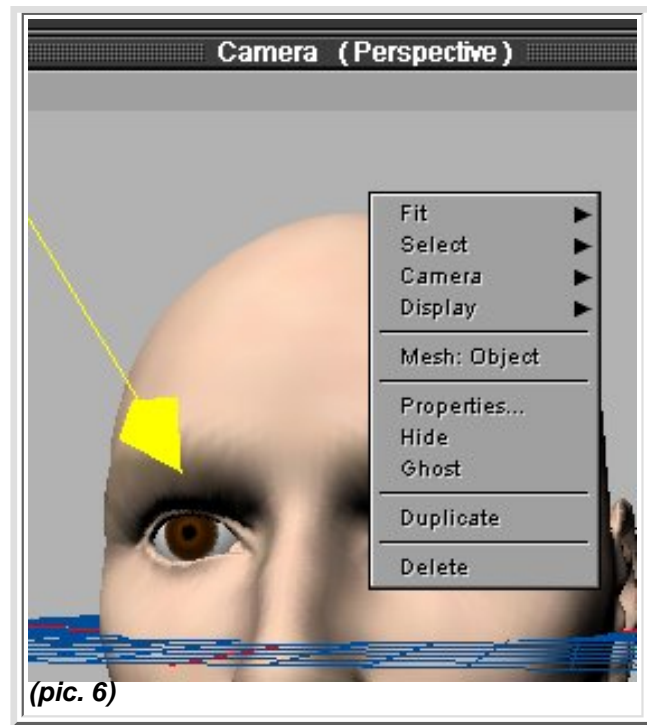 Camera (Perspective)
Fit
Select
Camera
Display
Mesh: Object
Properties...
Hide
Ghost
Duplicate
Delete
(pic. 6)